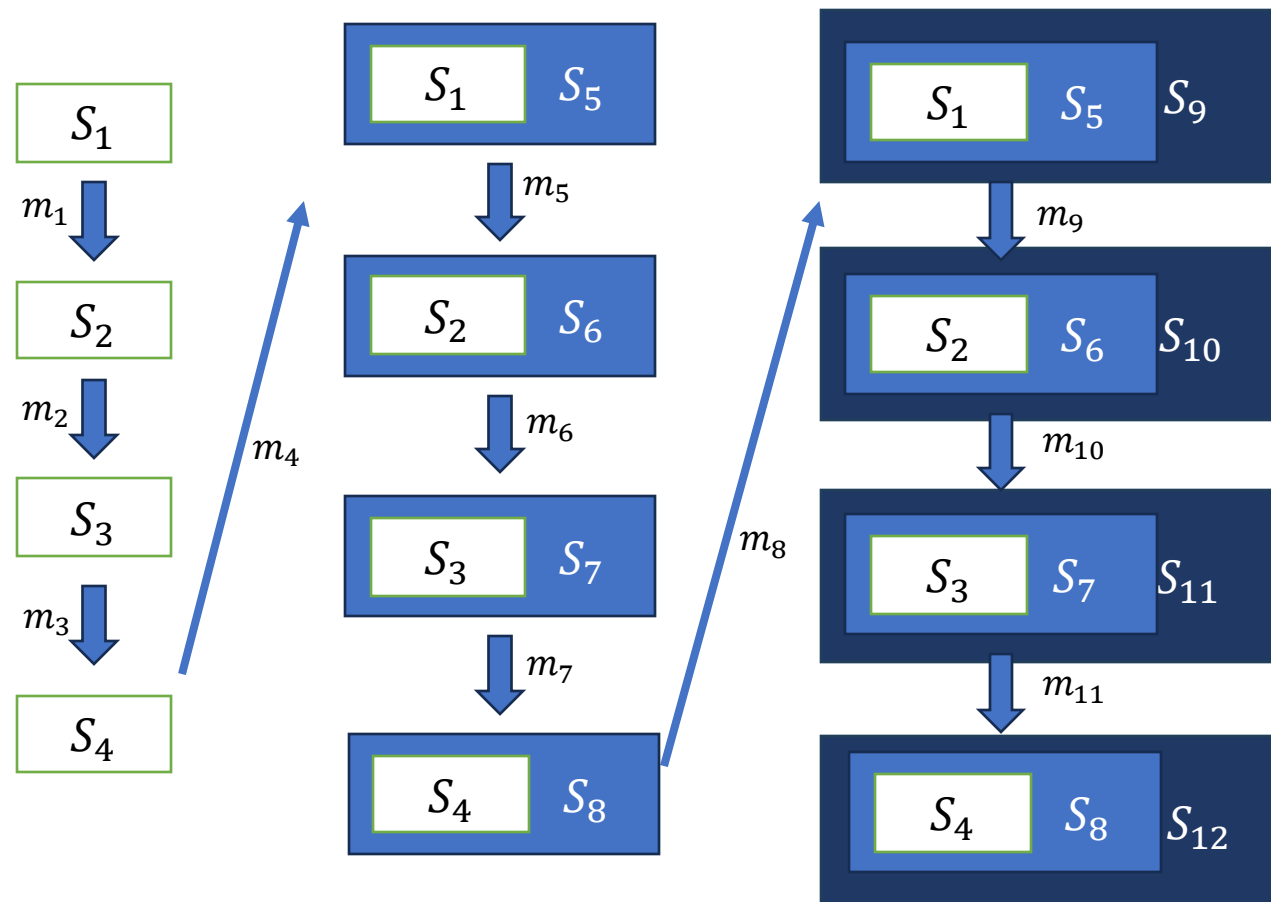 S₁
m₁
S₂
m₂
S₃
m₃
S₄
m₄
S₁ S₅
m₅
S₂ S₆
m₆
S₃ S₇
m₇
S₄ S₈
m₈
S₁ S₅ S₉
m₉
S₂ S₆ S₁₀
m₁₀
S₃ S₇ S₁₁
m₁₁
S₄ S₈ S₁₂